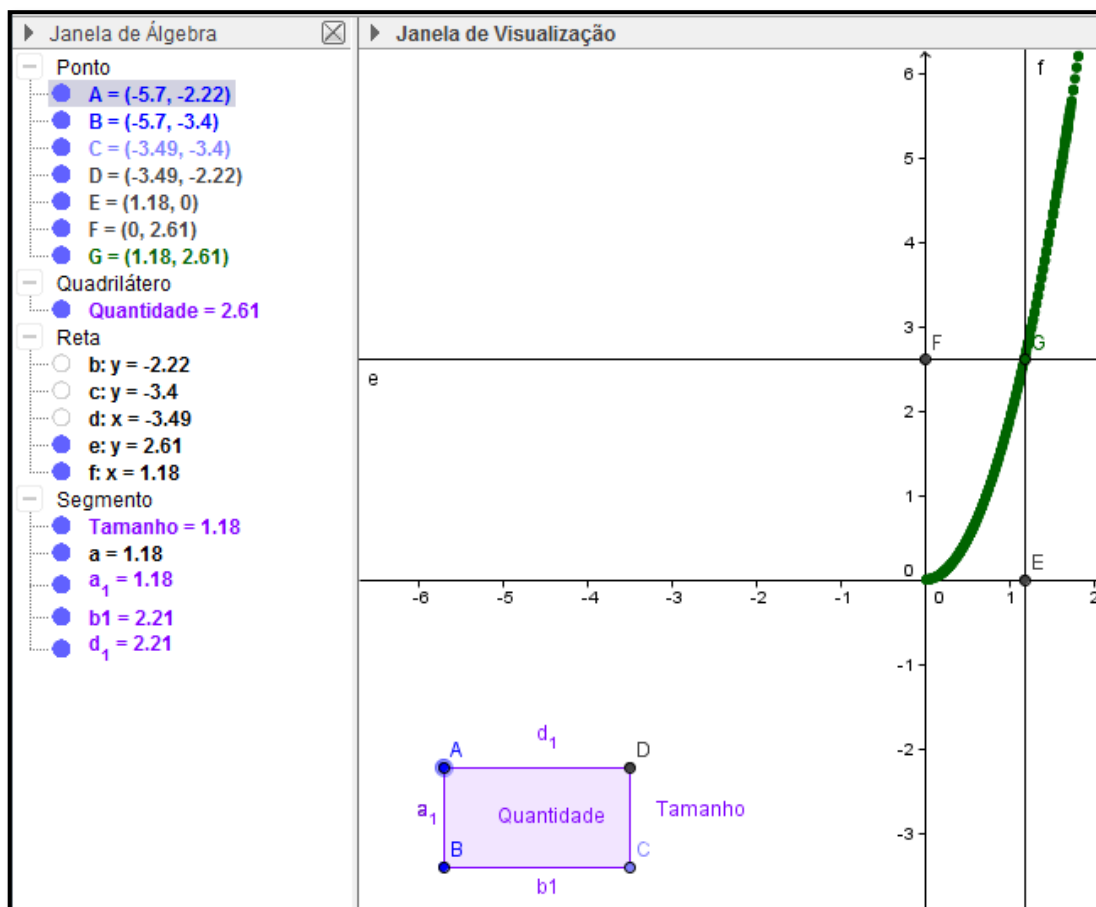 Janela de Álgebra
Ponto
A = (-5.7, -2.22)
B = (-5.7, -3.4)
C = (-3.49, -3.4)
D = (-3.49, -2.22)
E = (1.18, 0)
F = (0, 2.61)
G = (1.18, 2.61)
Quadrilátero
Quantidade = 2.61
Reta
b: y = -2.22
c: y = -3.4
d: x = -3.49
e: y = 2.61
f: x = 1.18
Segmento
Tamanho = 1.18
a = 1.18
a₁ = 1.18
b1 = 2.21
d₁ = 2.21
Janela de Visualização
6
f
5
4
3
F
G
e
2
1
0
E
-6 -5 -4 -3 -2 -1 0 1 2
-1
-2
d₁
A
D
a₁
Quantidade
Tamanho
-3
B
C
b1